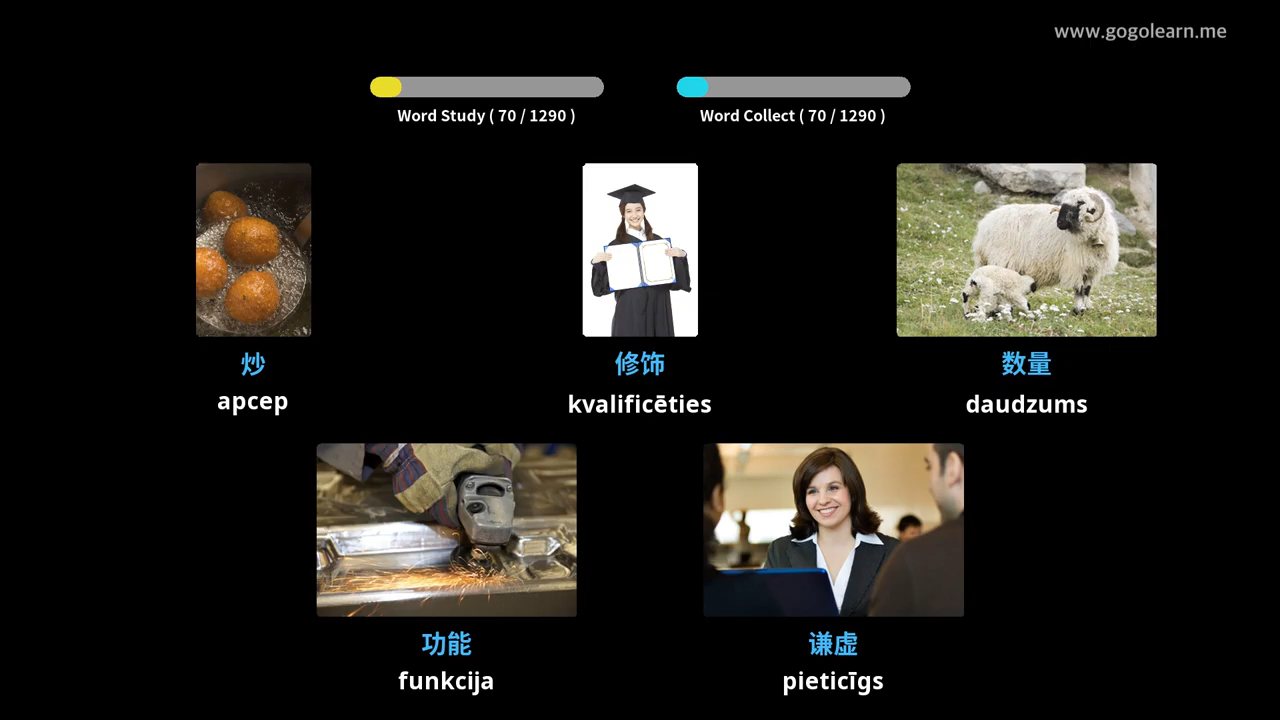 www.gogolearn.me
Word Study ( 70 / 1290 )
Word Collect ( 70 / 1290 )
炒
apcep
修饰
kvalificēties
数量
daudzums
功能
funkcija
谦虚
pieticīgs